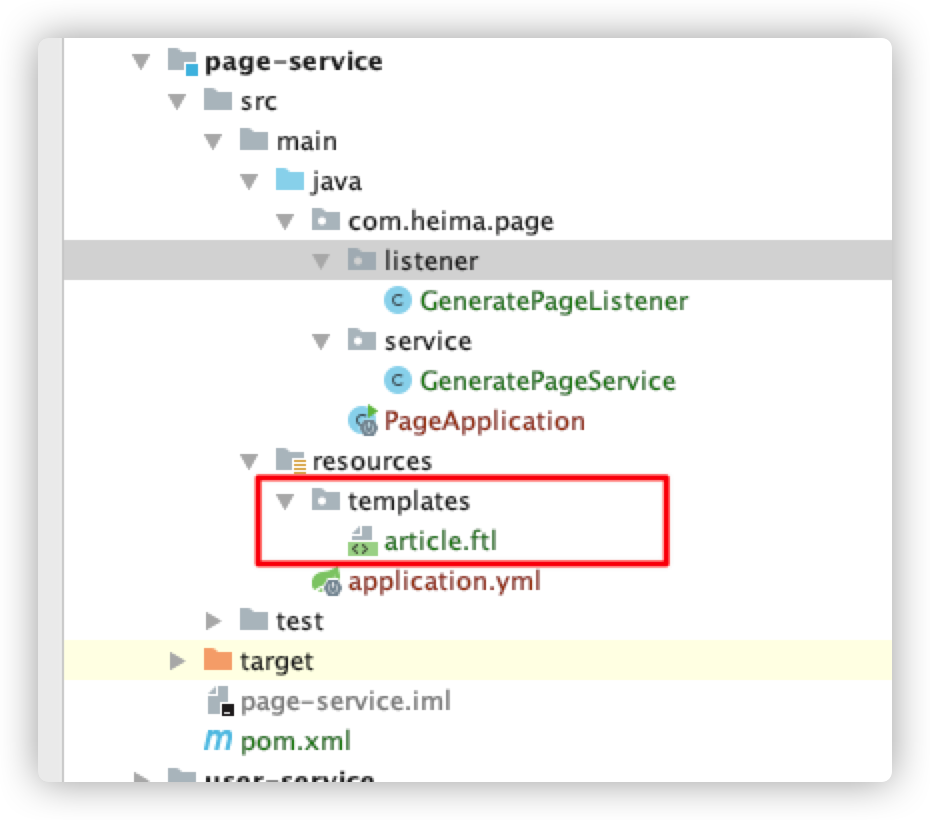 page-service
src
main
java
com.heima.page
listener
C GeneratePageListener
service
C GeneratePageService
PageApplication
resources
templates
article.ftl
application.yml
test
target
page-service.iml
m pom.xml
user-service